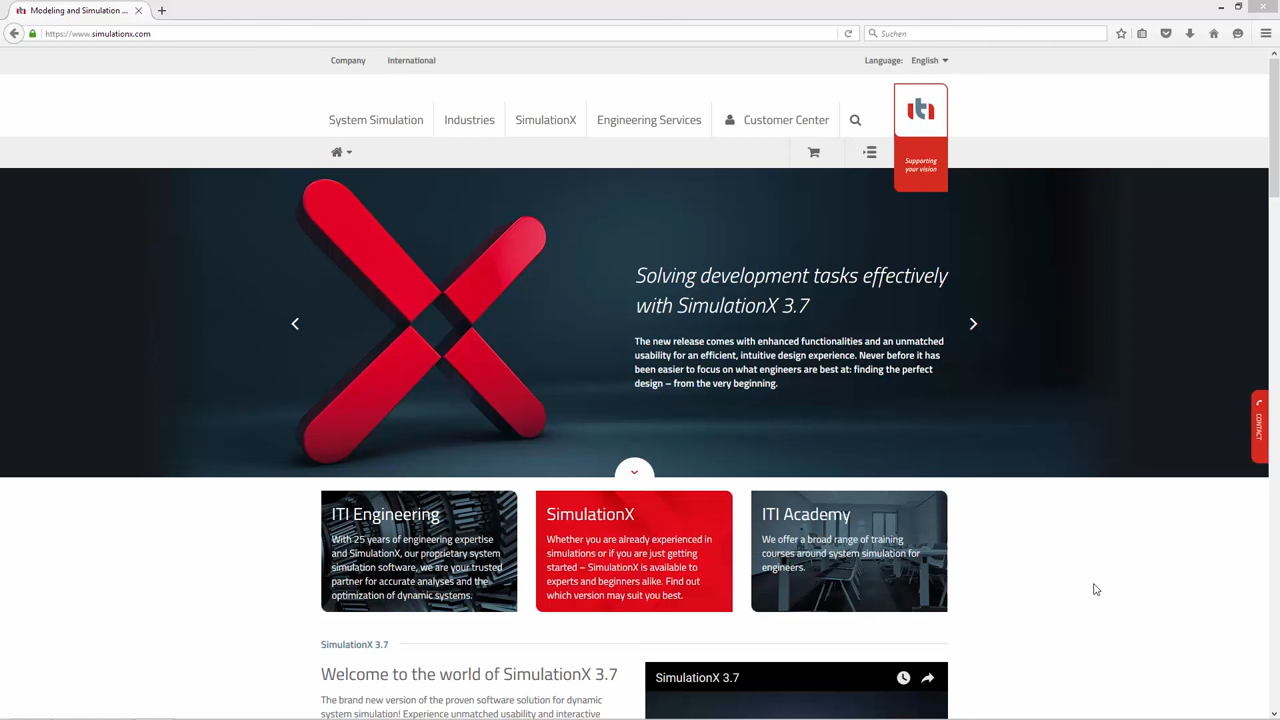 Modeling and Simulation ...
https://www.simulationx.com
Suchen
Company
International
Language: English
System Simulation
Industries
SimulationX
Engineering Services
Customer Center
iti
Supporting
your vision
Solving development tasks effectively
with SimulationX 3.7
The new release comes with enhanced functionalities and an unmatched
usability for an efficient, intuitive design experience. Never before it has
been easier to focus on what engineers are best at: finding the perfect
design – from the very beginning.
CONTACT
ITI Engineering
With 25 years of engineering expertise
and SimulationX, our proprietary system
simulation software, we are your trusted
partner for accurate analyses and the
optimization of dynamic systems.
SimulationX
Whether you are already experienced in
simulations or if you are just getting
started – SimulationX is available to
experts and beginners alike. Find out
which version may suit you best.
ITI Academy
We offer a broad range of training
courses around system simulation for
engineers.
SimulationX 3.7
Welcome to the world of SimulationX 3.7
The brand new version of the proven software solution for dynamic
system simulation! Experience unmatched usability and interactive
SimulationX 3.7